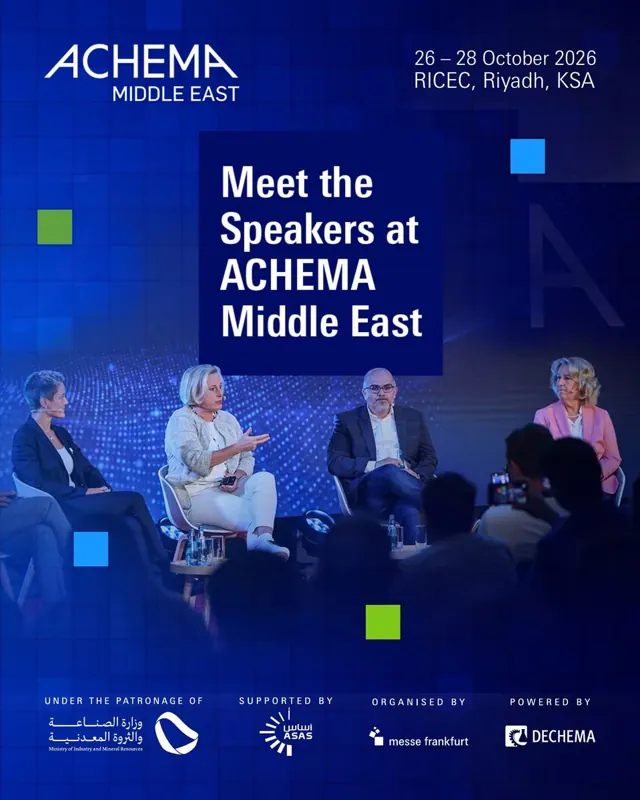 ACHEMA
MIDDLE EAST
26 – 28 October 2026
RICEC, Riyadh, KSA
Meet the
Speakers at
ACHEMA
Middle East
A
UNDER THE PATRONAGE OF
وزارة الصناعة
والثروة المعدنية
Ministry of Industry and Mineral Resources
SUPPORTED BY
أساس
ASAS
ORGANISED BY
messe frankfurt
POWERED BY
DECHEMA